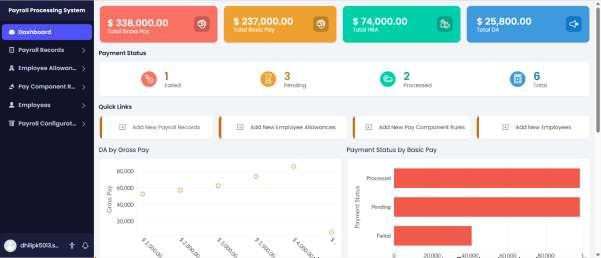 Payroll Processing System
Dashboard
Payroll Records
Employee Allowan...
Pay Component R...
Employees
Payroll Configurat...
dhilipk5013,s...
$ 338,000.00
Total Gross Pay
$ 237,000.00
Total Basic Pay
$ 74,000.00
Total HRA
$ 25,800.00
Total DA
Payment Status
1
Failed
3
Pending
2
Processed
6
Total
Quick Links
Add New Payroll Records
Add New Employee Allowances
Add New Pay Component Rules
Add New Employees
DA by Gross Pay
Gross Pay
80,000
60,000
40,000
20,000
$ 2,500.00
$ 2,000.00
$ 3,000.00
$ 3,500.00
$ 4,000.00
$ ..
Payment Status by Basic Pay
Payment Status
Processed
Pending
Failed
0
20,000...
40,000...
60,000...
80,000
1...